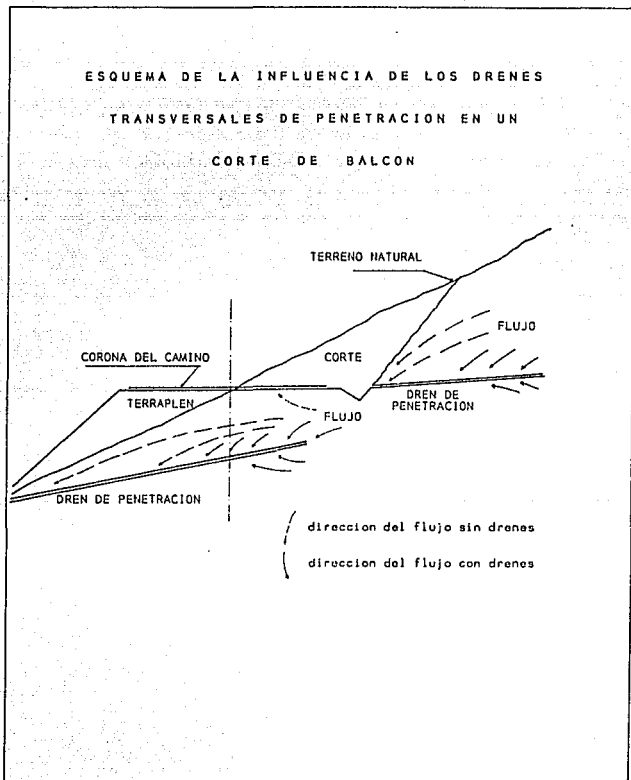 ESQUEMA DE LA INFLUENCIA DE LOS DRENES
TRANSVERSALES DE PENETRACION EN UN
CORTE DE BALCON
TERRENO NATURAL
FLUJO
CORONA DEL CAMINO
CORTE
TERRAPLEN
FLUJO
DREN DE
PENETRACION
DREN DE PENETRACION
direccion del flujo sin drenes
direccion del flujo con drenes